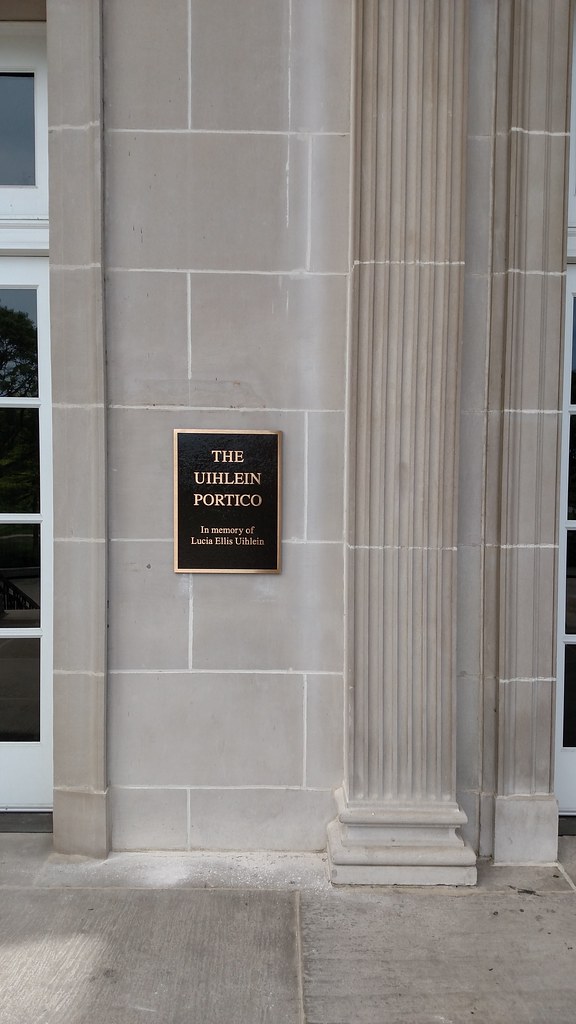 THE
UIHLEIN
PORTICO
In memory of
Lucia Ellis Uihlein